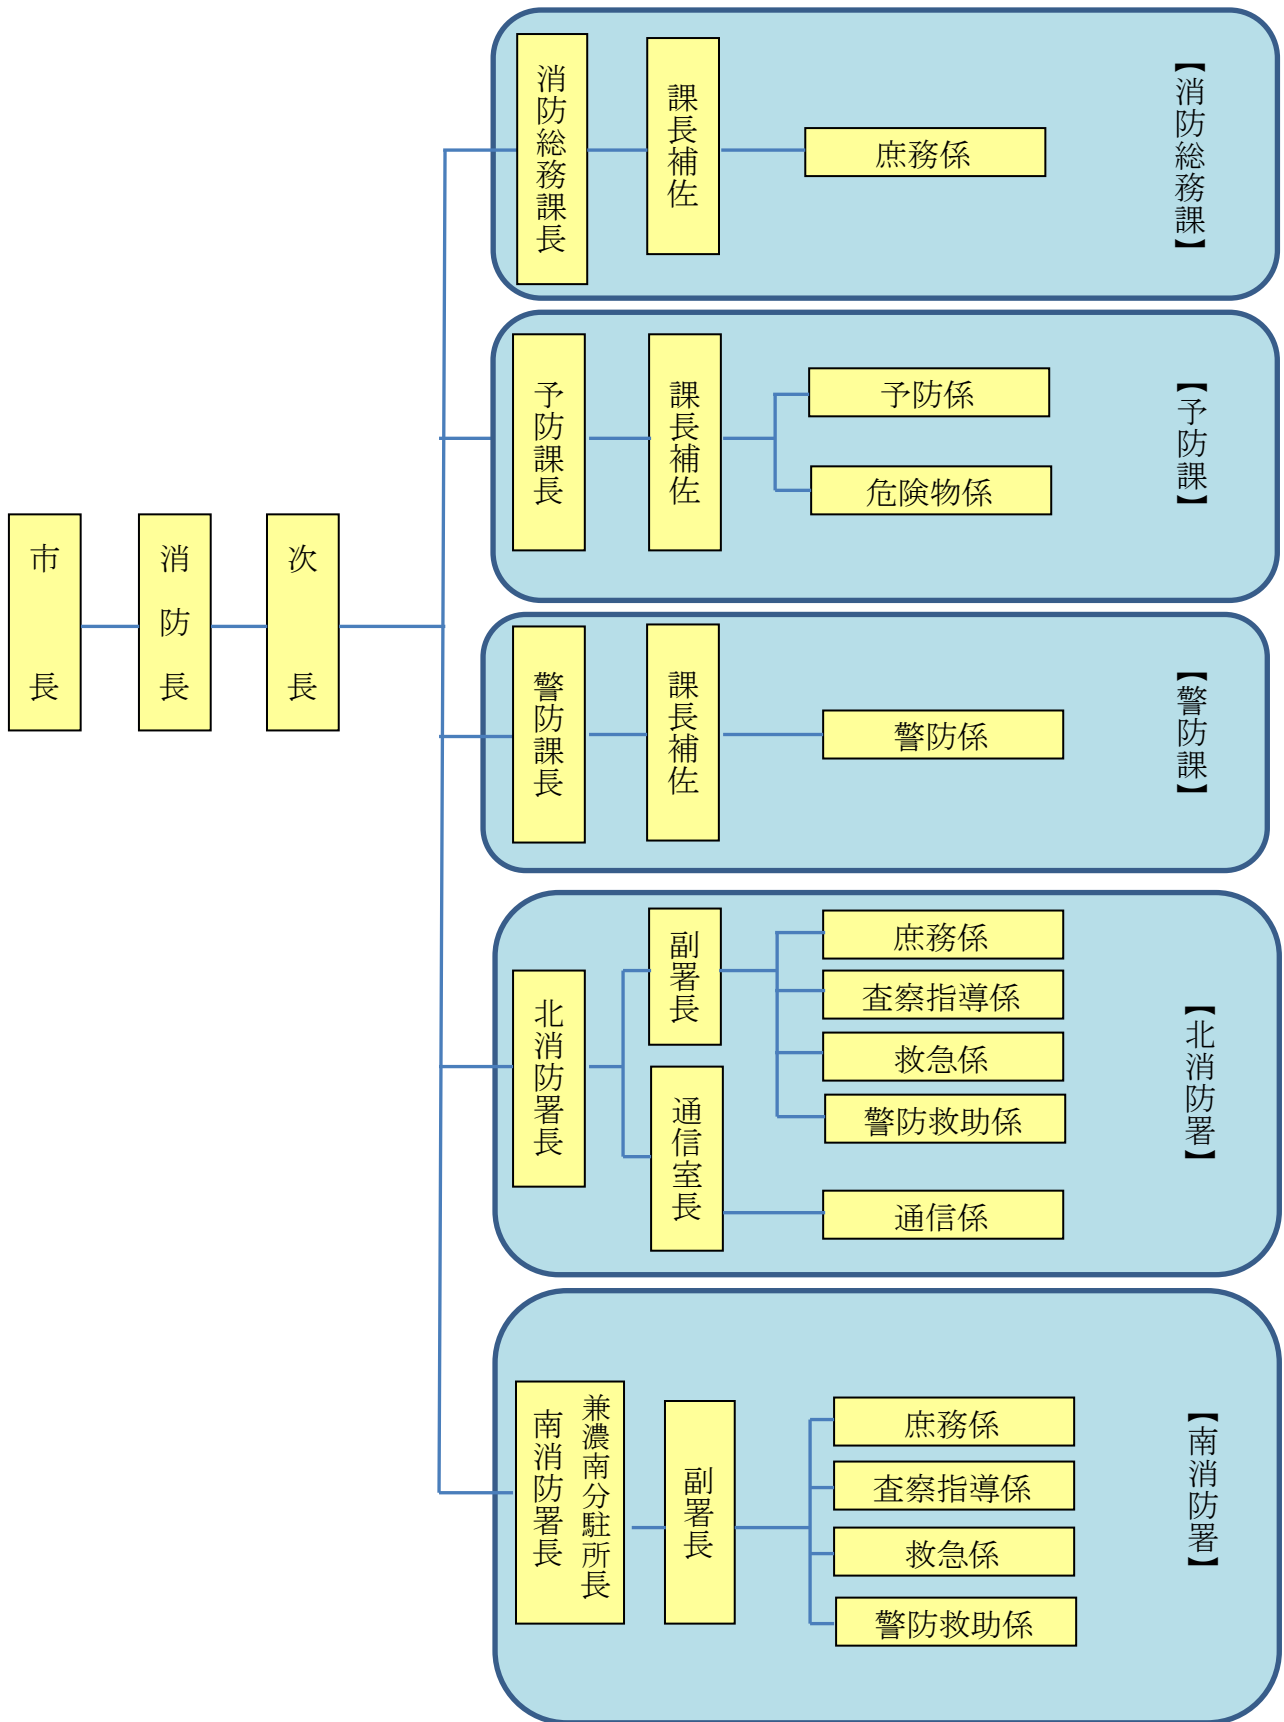 市長
消防長
次長
消防総務課長
課長補佐
庶務係
【消防総務課】
予防課長
課長補佐
予防係
危険物係
【予防課】
警防課長
課長補佐
警防係
【警防課】
北消防署長
副署長
庶務係
査察指導係
救急係
警防救助係
通信室長
通信係
【北消防署】
兼濃南分駐所長
南消防署長
副署長
庶務係
査察指導係
救急係
警防救助係
【南消防署】